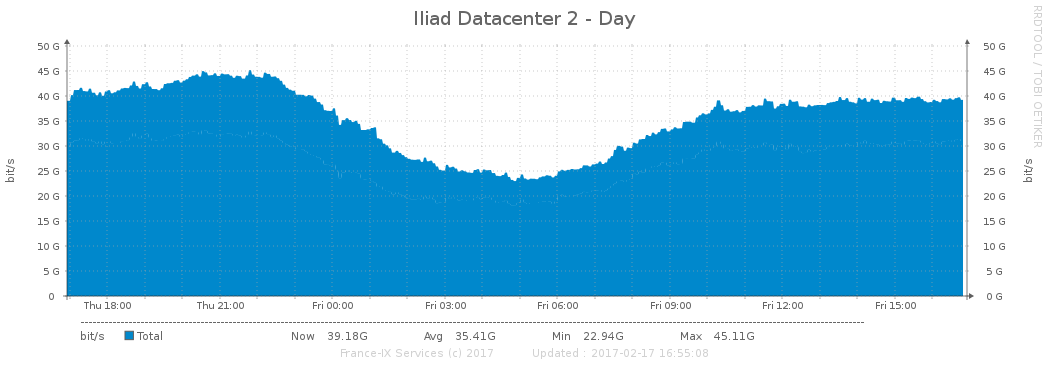 Iliad Datacenter 2 - Day
RRDTOOL / TOBI OETIKER
50 G 50 G
45 G 45 G
40 G 40 G
35 G 35 G
30 G 30 G
25 G 25 G
20 G 20 G
15 G 15 G
10 G 10 G
5 G 5 G
0 0 G
bit/s bit/s
Thu 18:00 Thu 21:00 Fri 00:00 Fri 03:00 Fri 06:00 Fri 09:00 Fri 12:00 Fri 15:00
bit/s Total Now 39.18G Avg 35.41G Min 22.94G Max 45.11G
France-IX Services (c) 2017 Updated : 2017-02-17 16:55:08